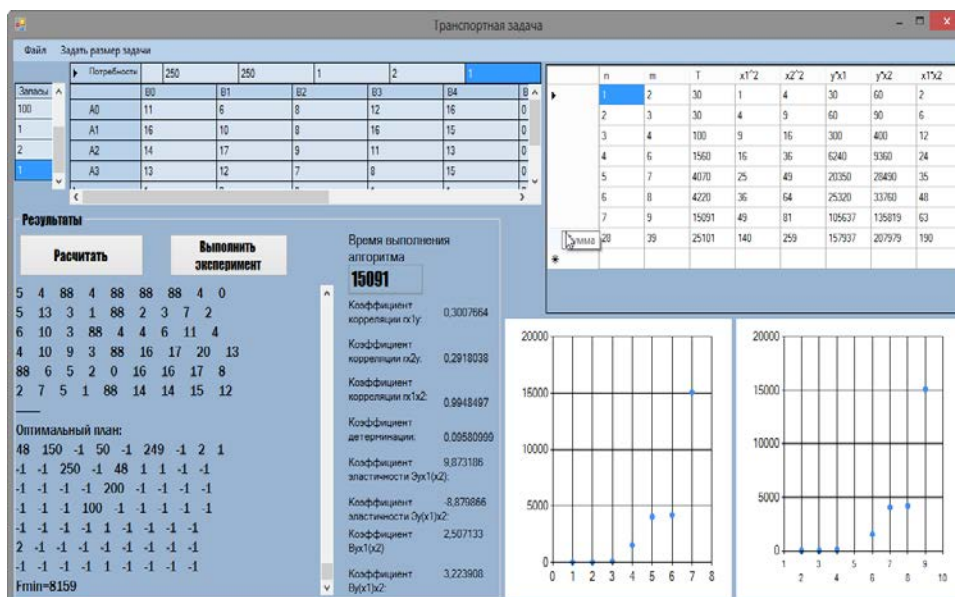 Транспортная задача
Файл Задать размер задачи
Потребности 250 250 1 2 1
Запасы
100
1
2
1
B0 B1 B2 B3 B4 B
A0 11 6 8 12 16 0
A1 16 10 8 16 15 0
A2 14 17 9 11 13 0
A3 13 12 7 8 15 0
n m T x1^2 x2^2 y*x1 y*x2 x1*x2
1 2 30 1 4 30 60 2
2 3 30 4 9 60 90 6
3 4 100 9 16 300 400 12
4 6 1560 16 36 6240 9360 24
5 7 4070 25 49 20350 28490 35
6 8 4220 36 64 25320 33760 48
7 9 15091 49 81 105637 135819 63
умма 28 39 25101 140 259 157937 207979 190
Результаты
Расчитать
Выполнить эксперимент
5 4 88 4 88 88 88 4 0
5 13 3 1 88 2 3 7 2
6 10 3 88 4 4 6 11 4
4 10 9 3 88 16 17 20 13
88 6 5 2 0 16 16 17 8
2 7 5 1 88 14 14 15 12
Оптимальный план:
48 150 -1 50 -1 249 -1 2 1
-1 -1 250 -1 48 1 1 -1 -1
-1 -1 -1 -1 200 -1 -1 -1 -1
-1 -1 -1 100 -1 -1 -1 -1 -1
-1 -1 -1 -1 1 -1 -1 -1 -1
2 -1 -1 -1 -1 -1 -1 -1 -1
-1 -1 -1 -1 1 -1 -1 -1 -1
Fmin=8159
Время выполнения
алгоритма
15091
Коэффициент
корреляции rx1y: 0,3007664
Коэффициент
корреляции rx2y: 0,2918038
Коэффициент
корреляции rx1x2: 0,9948497
Коэффициент
детерминации: 0,09580999
Коэффициент 9,873186
эластичности Эyx1(x2):
Коэффициент -8,879866
эластичности Эy(x1)x2:
Коэффициент 2,507133
Byx1(x2)
Коэффициент 3,223908
By(x1)x2:
20000
15000
10000
5000
0
0 1 2 3 4 5 6 7 8
20000
15000
10000
5000
0
1 3 5 7 9
2 4 6 8 10